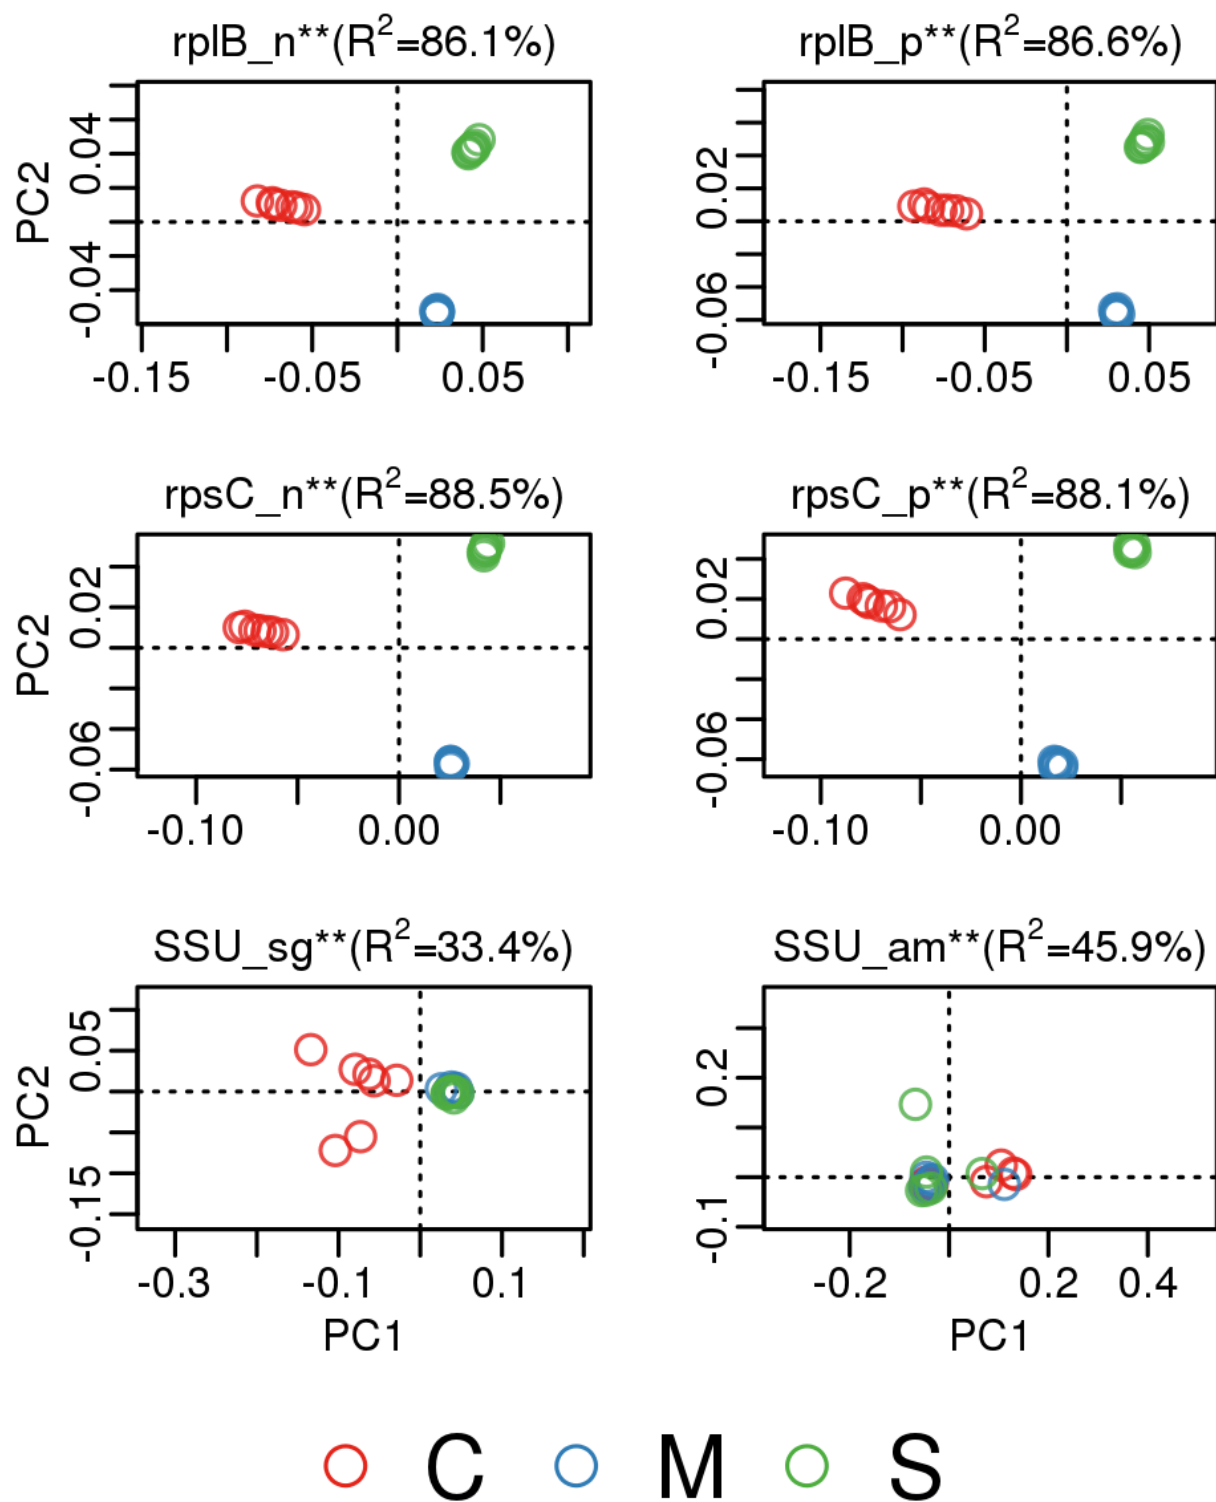 rplB_n**(R²=86.1%)
rplB_p**(R²=86.6%)
PC2
0.04
-0.04
-0.15 -0.05 0.05
0.02
-0.06
-0.15 -0.05 0.05
rpsC_n**(R²=88.5%)
rpsC_p**(R²=88.1%)
PC2
0.02
-0.06
-0.10 0.00
0.02
-0.06
-0.10 0.00
SSU_sg**(R²=33.4%)
SSU_am**(R²=45.9%)
PC2
0.05
-0.15
-0.3 -0.1 0.1
PC1
0.2
-0.1
-0.2 0.2 0.4
PC1
C M S